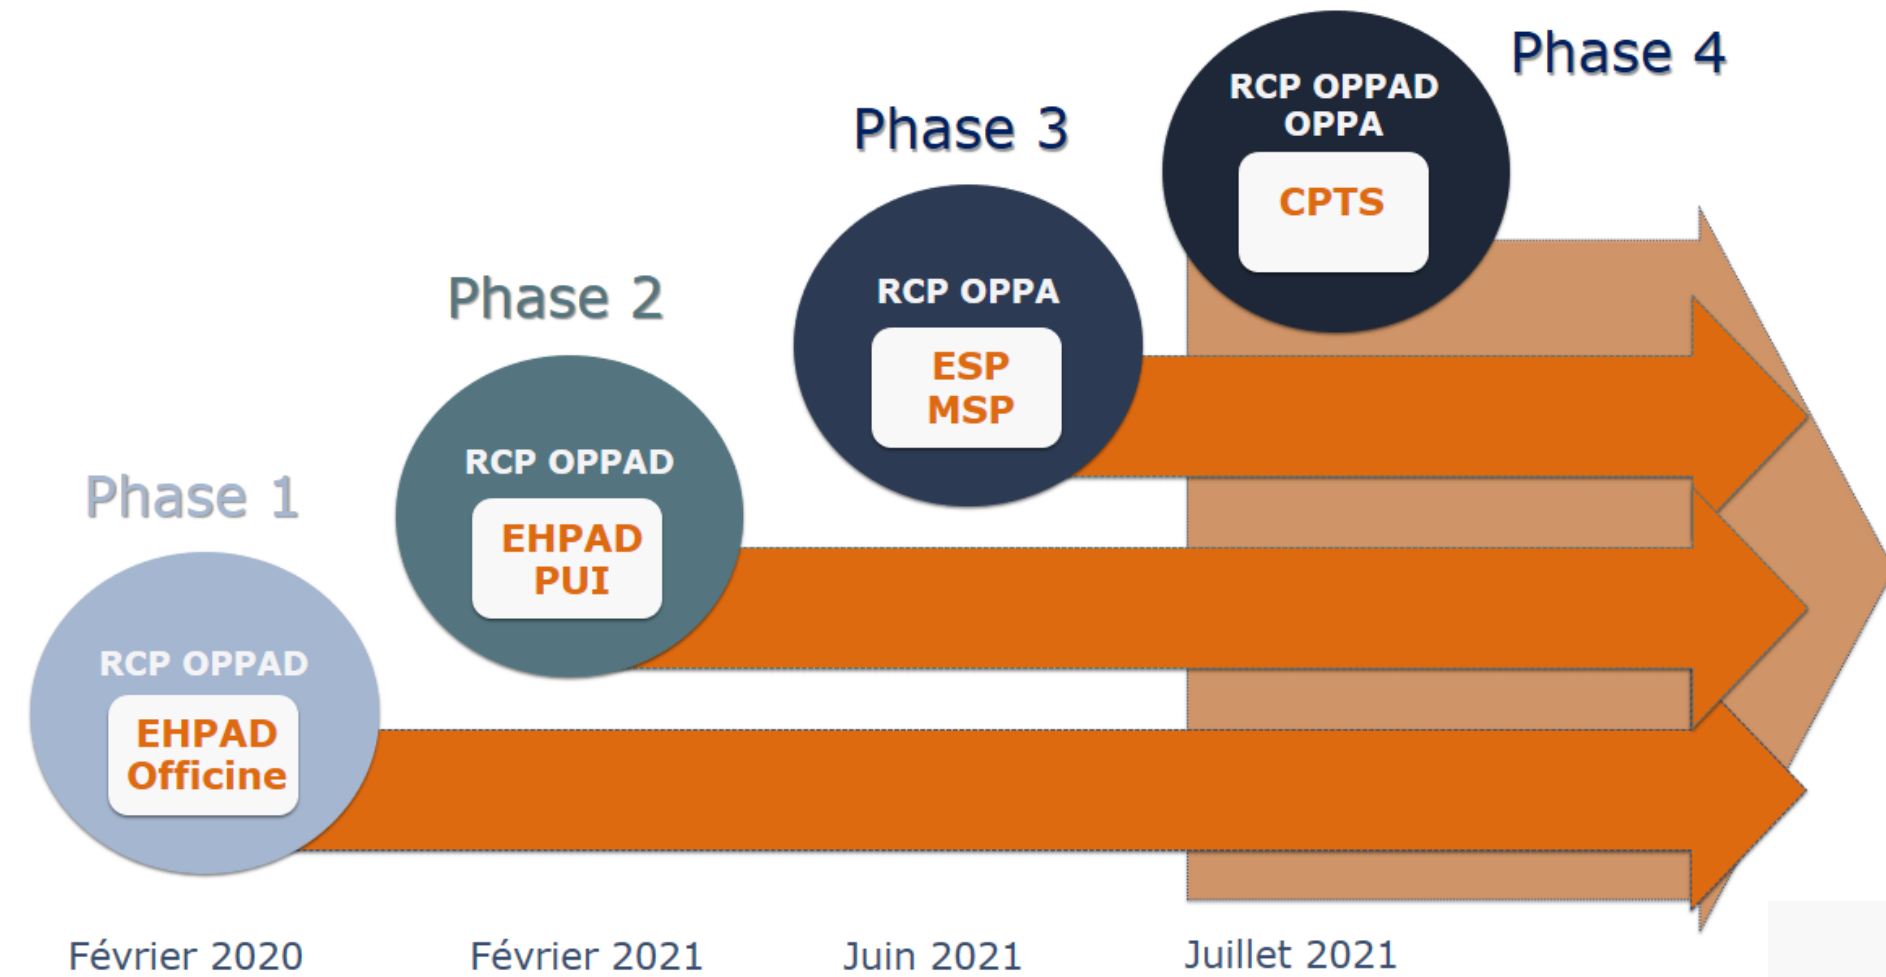 Phase 1
RCP OPPAD
EHPAD
Officine
Février 2020
Phase 2
RCP OPPAD
EHPAD
PUI
Février 2021
Phase 3
RCP OPPA
ESP
MSP
Juin 2021
Phase 4
RCP OPPAD
OPPA
CPTS
Juillet 2021